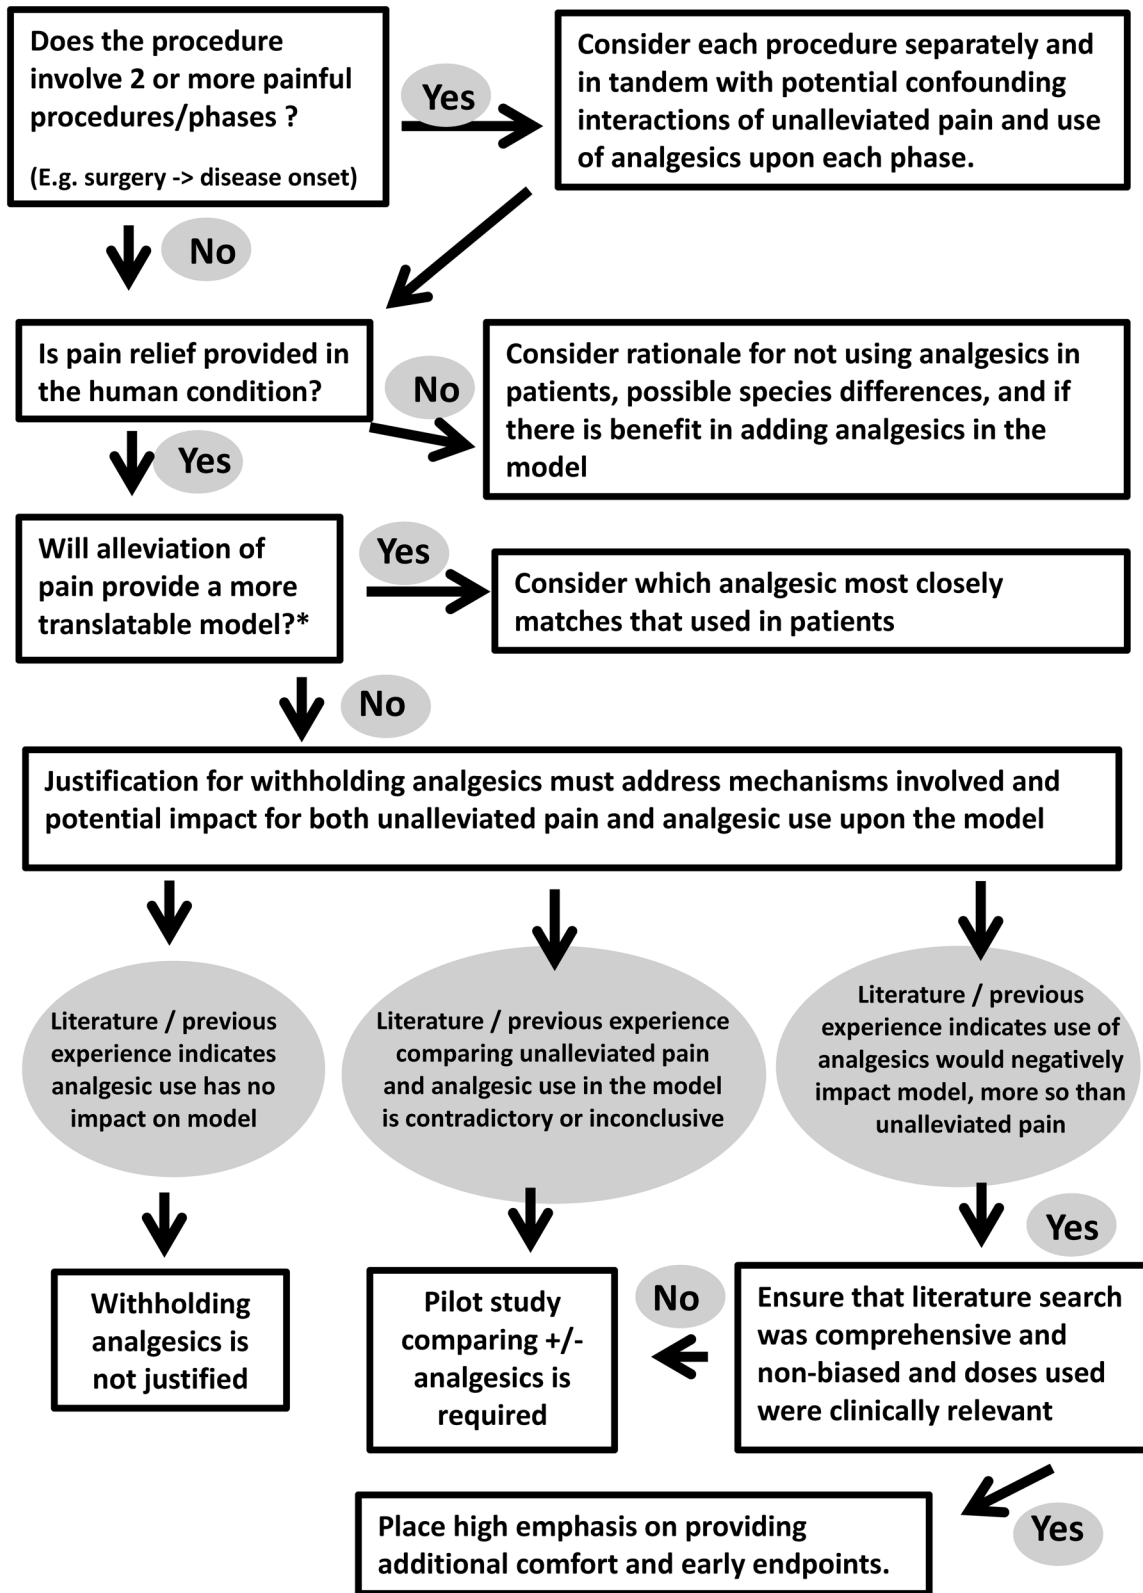 Does the procedure
involve 2 or more painful
procedures/phases ?
(E.g. surgery -> disease onset)
Yes
Consider each procedure separately and
in tandem with potential confounding
interactions of unalleviated pain and use
of analgesics upon each phase.
No
Is pain relief provided in
the human condition?
No
Consider rationale for not using analgesics in
patients, possible species differences, and if
there is benefit in adding analgesics in the
model
Yes
Will alleviation of
pain provide a more
translatable model?*
Yes
Consider which analgesic most closely
matches that used in patients
No
Justification for withholding analgesics must address mechanisms involved and
potential impact for both unalleviated pain and analgesic use upon the model
Literature / previous
experience indicates
analgesic use has no
impact on model
Literature / previous experience
comparing unalleviated pain
and analgesic use in the model
is contradictory or inconclusive
Literature / previous
experience indicates use of
analgesics would negatively
impact model, more so than
unalleviated pain
Yes
Withholding
analgesics is
not justified
Pilot study
comparing +/-
analgesics is
required
No
Ensure that literature search
was comprehensive and
non-biased and doses used
were clinically relevant
Yes
Place high emphasis on providing
additional comfort and early endpoints.